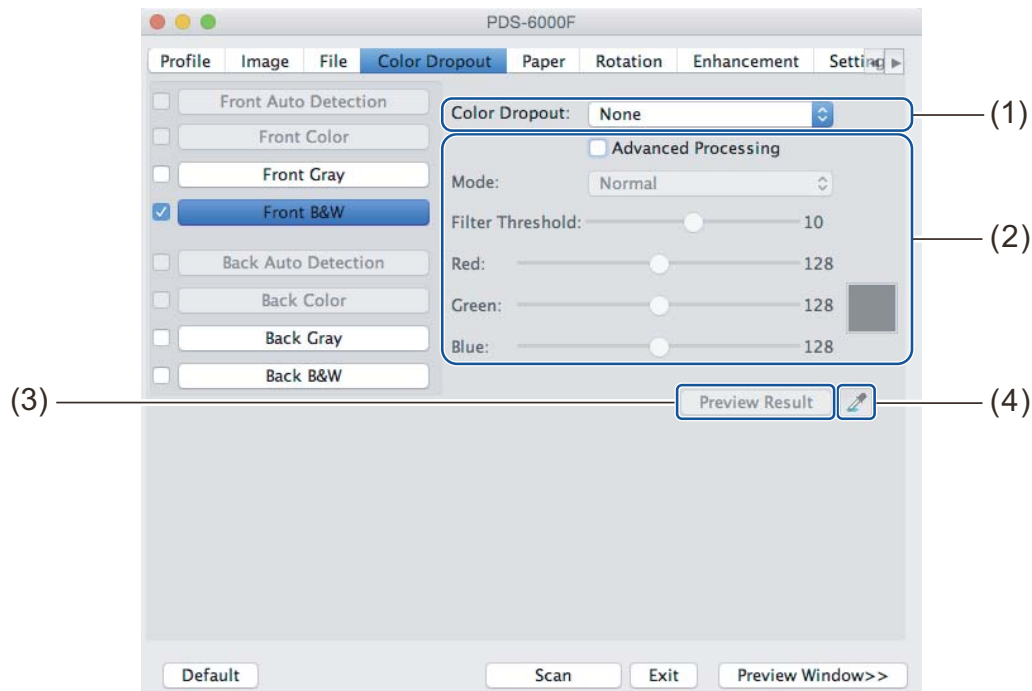 PDS-6000F
Profile Image File Color Dropout Paper Rotation Enhancement Setting
Front Auto Detection
Front Color
Front Gray
Front B&W
Back Auto Detection
Back Color
Back Gray
Back B&W
Color Dropout: None
Advanced Processing
Mode: Normal
Filter Threshold: 10
Red: 128
Green: 128
Blue: 128
Preview Result
(1)
(2)
(3)
(4)
Default Scan Exit Preview Window>>